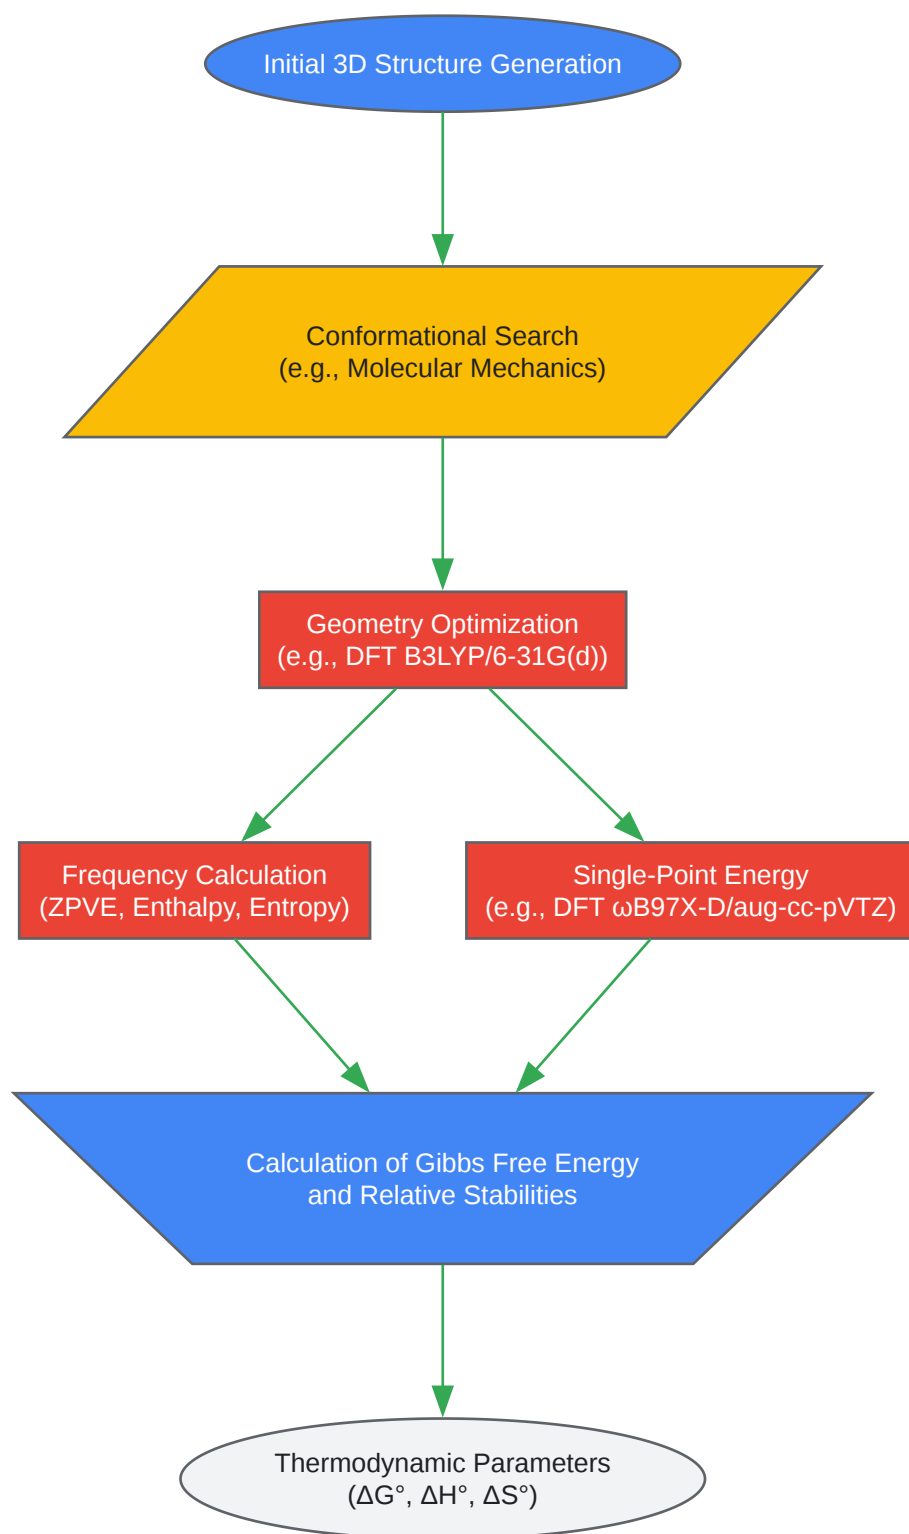 Initial 3D Structure Generation
Conformational Search
(e.g., Molecular Mechanics)
Geometry Optimization
(e.g., DFT B3LYP/6-31G(d))
Frequency Calculation
(ZPVE, Enthalpy, Entropy)
Single-Point Energy
(e.g., DFT ωB97X-D/aug-cc-pVTZ)
Calculation of Gibbs Free Energy
and Relative Stabilities
Thermodynamic Parameters
(ΔG°, ΔH°, ΔS°)